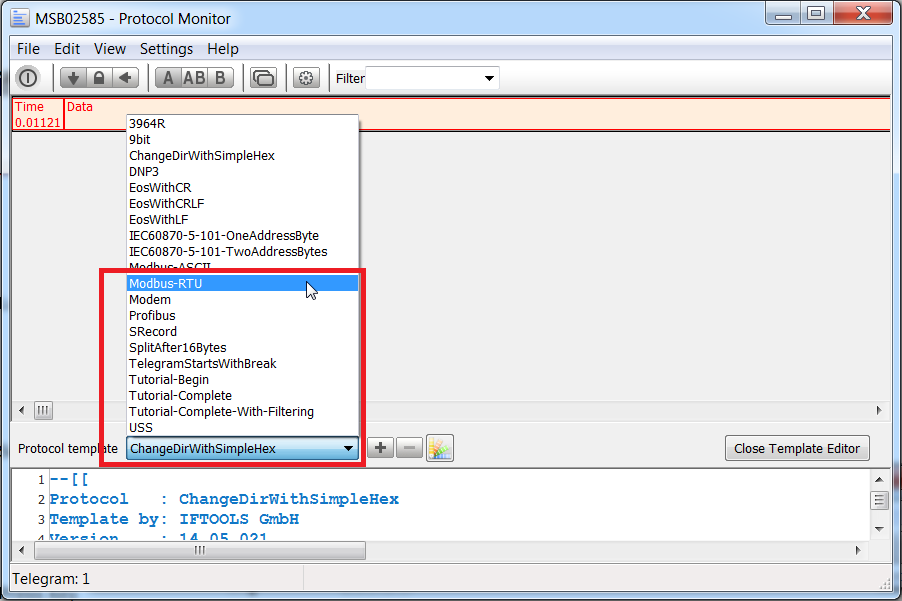 MSB02585 - Protocol Monitor
File Edit View Settings Help
A AB B Filter
Time Data
0.01121
3964R
9bit
ChangeDirWithSimpleHex
DNP3
EosWithCR
EosWithCRLF
EosWithLF
IEC60870-5-101-OneAddressByte
IEC60870-5-101-TwoAddressBytes
Modbus-ASCII
Modbus-RTU
Modem
Profibus
SRecord
SplitAfter16Bytes
TelegramStartsWithBreak
Tutorial-Begin
Tutorial-Complete
Tutorial-Complete-With-Filtering
USS
Protocol template ChangeDirWithSimpleHex Close Template Editor
1 --[[
2 Protocol : ChangeDirWithSimpleHex
3 Template by: IFTOOLS GmbH
4 Version : 14.05.021
Telegram: 1